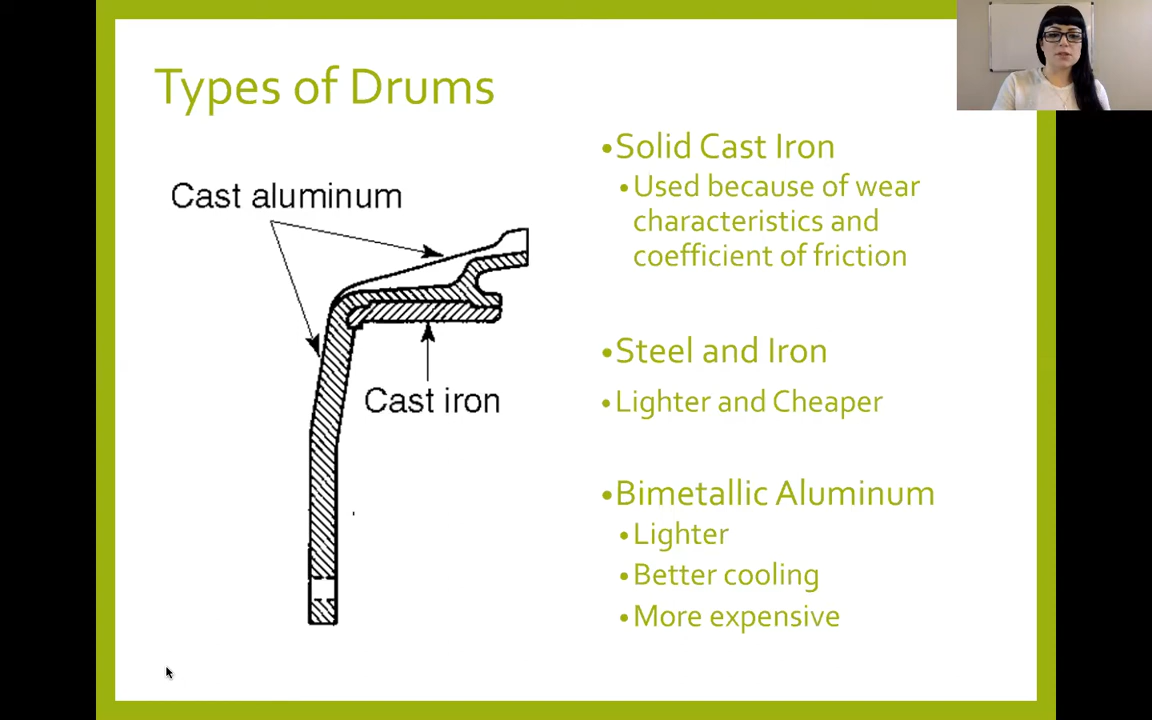 Types of Drums
Cast aluminum
Cast iron
•Solid Cast Iron
•Used because of wear
characteristics and
coefficient of friction
•Steel and Iron
•Lighter and Cheaper
•Bimetallic Aluminum
•Lighter
•Better cooling
•More expensive